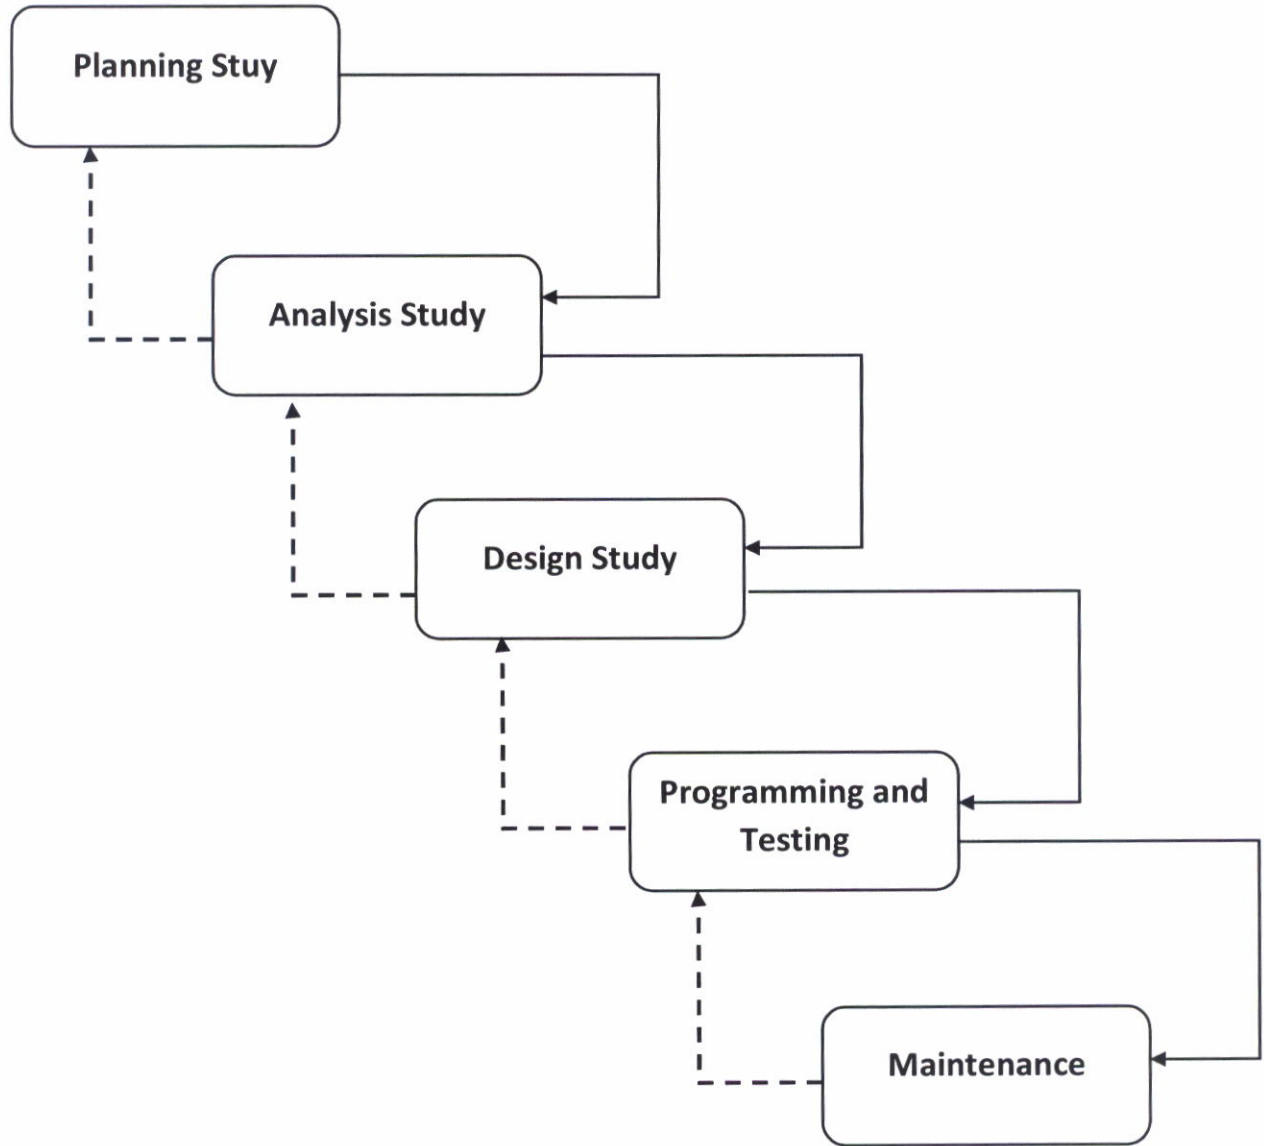 Planning Stuy
Analysis Study
Design Study
Programming and
Testing
Maintenance